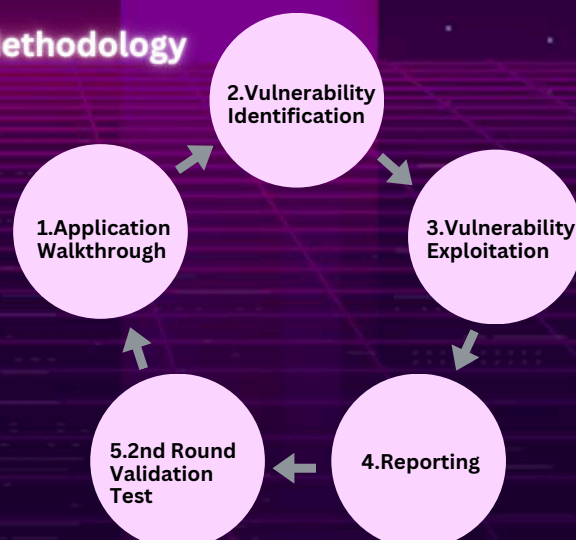 ethodology
2.Vulnerability
Identification
1.Application
Walkthrough
3.Vulnerability
Exploitation
5.2nd Round
Validation
Test
4.Reporting